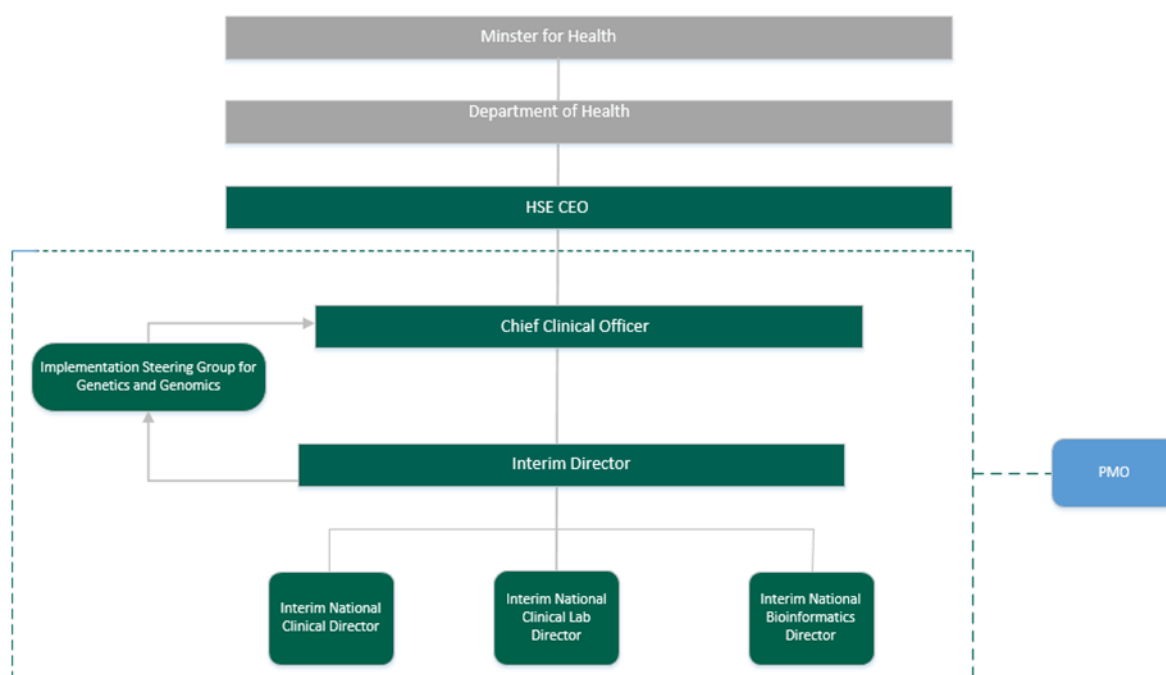 Minster for Health
Department of Health
HSE CEO
Chief Clinical Officer
Implementation Steering Group for
Genetics and Genomics
Interim Director
PMO
Interim National
Clinical Director
Interim National
Clinical Lab
Director
Interim National
Bioinformatics
Director